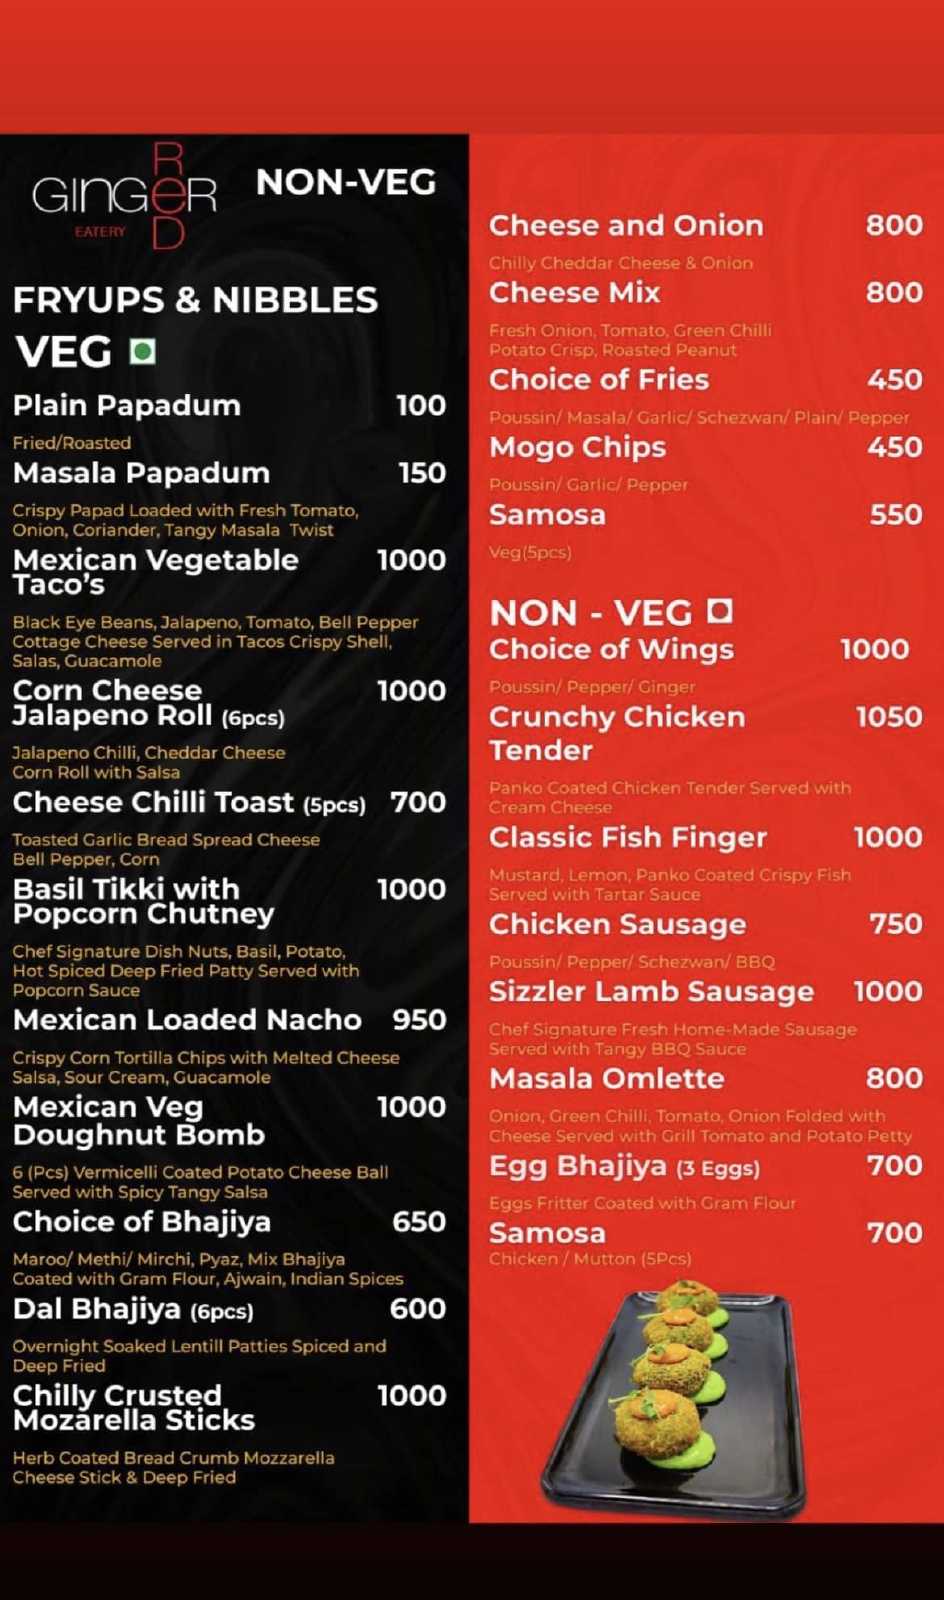 GINGER RED
EATERY
NON-VEG
FRYUPS & NIBBLES
VEG
Plain Papadum 100
Fried/Roasted
Masala Papadum 150
Crispy Papad Loaded with Fresh Tomato,
Onion, Coriander, Tangy Masala Twist
Mexican Vegetable 1000
Taco's
Black Eye Beans, Jalapeno, Tomato, Bell Pepper
Cottage Cheese Served in Tacos Crispy Shell,
Salas, Guacamole
Corn Cheese 1000
Jalapeno Roll (6pcs)
Jalapeno Chilli, Cheddar Cheese
Corn Roll with Salsa
Cheese Chilli Toast (5pcs) 700
Toasted Garlic Bread Spread Cheese
Bell Pepper, Corn
Basil Tikki with 1000
Popcorn Chutney
Chef Signature Dish Nuts, Basil, Potato,
Hot Spiced Deep Fried Patty Served with
Popcorn Sauce
Mexican Loaded Nacho 950
Crispy Corn Tortilla Chips with Melted Cheese
Salsa, Sour Cream, Guacamole
Mexican Veg 1000
Doughnut Bomb
6 (Pcs) Vermicelli Coated Potato Cheese Ball
Served with Spicy Tangy Salsa
Choice of Bhajiya 650
Maroo/ Methi/ Mirchi, Pyaz, Mix Bhajiya
Coated with Gram Flour, Ajwain, Indian Spices
Dal Bhajiya (6pcs) 600
Overnight Soaked Lentill Patties Spiced and
Deep Fried
Chilly Crusted 1000
Mozarella Sticks
Herb Coated Bread Crumb Mozzarella
Cheese Stick & Deep Fried
Cheese and Onion 800
Chilly Cheddar Cheese & Onion
Cheese Mix 800
Fresh Onion, Tomato, Green Chilli
Potato Crisp, Roasted Peanut
Choice of Fries 450
Poussin/ Masala/ Garlic/ Schezwan/ Plain/ Pepper
Mogo Chips 450
Poussin/ Garlic/ Pepper
Samosa 550
Veg(5pcs)
NON - VEG
Choice of Wings 1000
Poussin/ Pepper/ Ginger
Crunchy Chicken 1050
Tender
Panko Coated Chicken Tender Served with
Cream Cheese
Classic Fish Finger 1000
Mustard, Lemon, Panko Coated Crispy Fish
Served with Tartar Sauce
Chicken Sausage 750
Poussin/ Pepper/ Schezwan/ BBQ
Sizzler Lamb Sausage 1000
Chef Signature Fresh Home-Made Sausage
Served with Tangy BBQ Sauce
Masala Omlette 800
Onion, Green Chilli, Tomato, Onion Folded with
Cheese Served with Grill Tomato and Potato Petty
Egg Bhajiya (3 Eggs) 700
Eggs Fritter Coated with Gram Flour
Samosa 700
Chicken / Mutton (5Pcs)